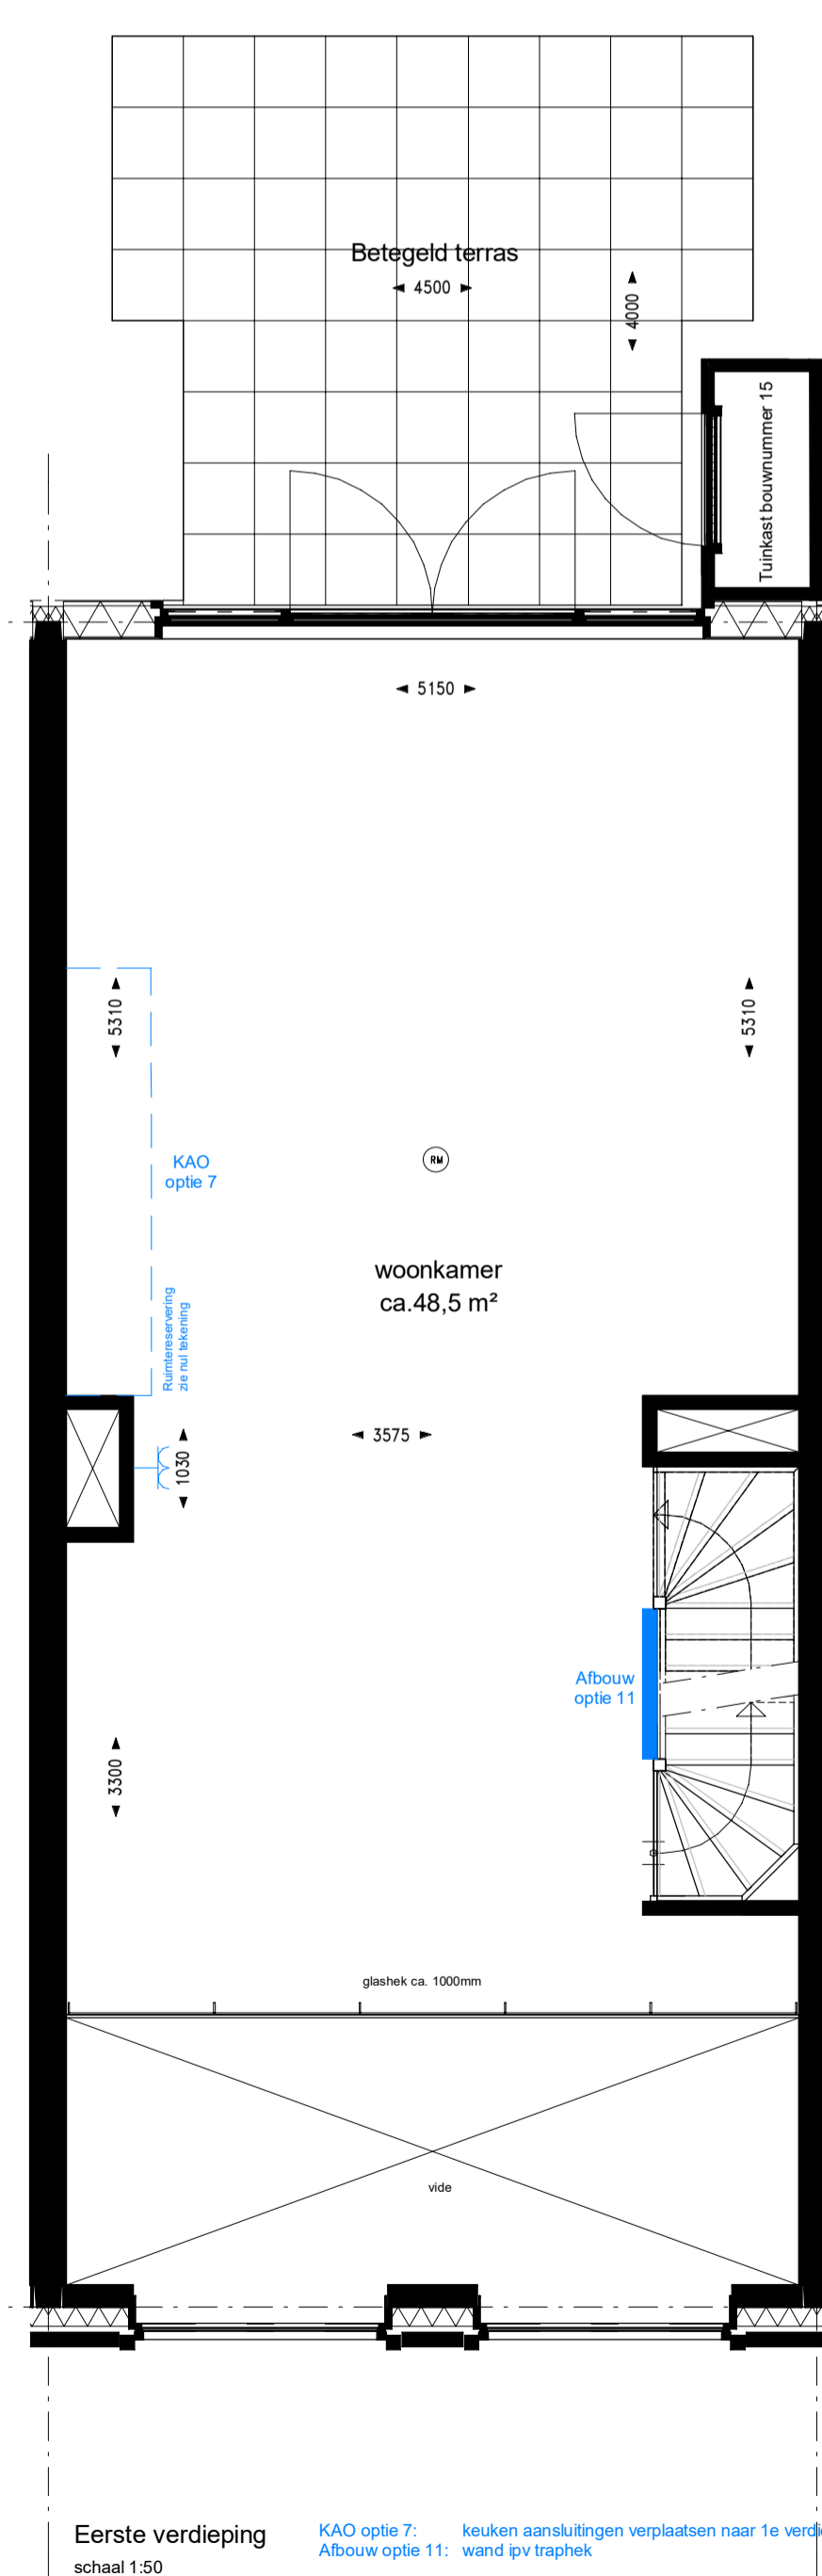 Betegeld terras
4500
4000
Tuinkast bouwnummer 15
5150
5310
5310
KAO
optie 7
RM
woonkamer
ca.48,5 m²
Ruimtereservering
zie nul tekening
3575
1030
Afbouw
optie 11
3300
glashek ca. 1000mm
vide
Eerste verdieping
schaal 1:50
KAO optie 7: keuken aansluitingen verplaatsen naar 1e verdie
Afbouw optie 11: wand ipv traphek